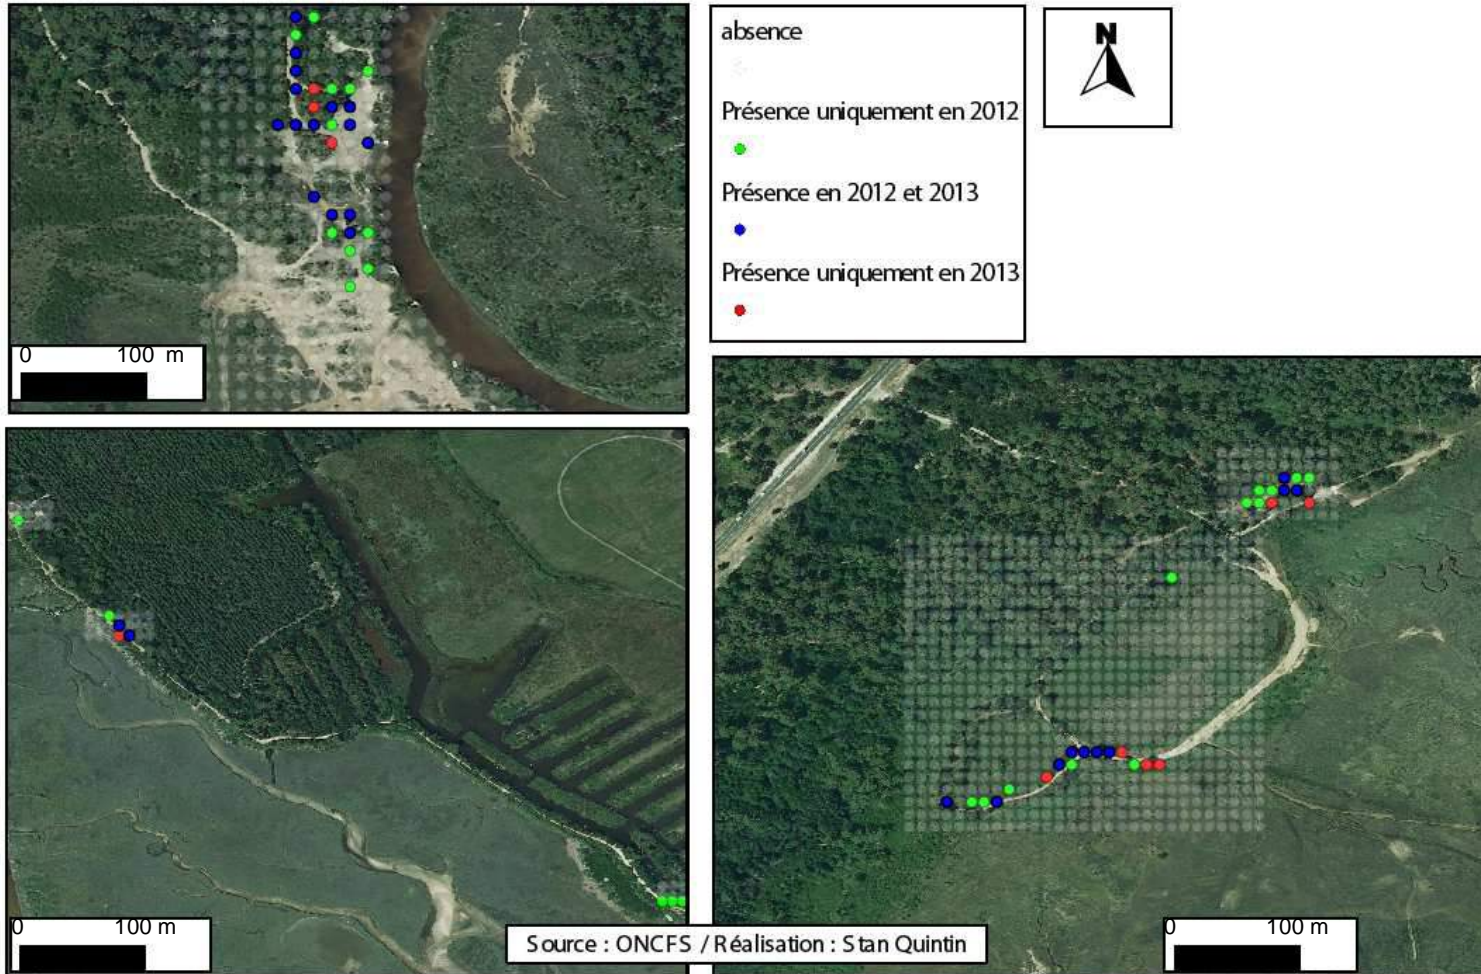 absence
Présence uniquement en 2012
Présence en 2012 et 2013
Présence uniquement en 2013
N
0 100 m
0 100 m
0 100 m
Source : ONCFS / Réalisation : Stan Quintin